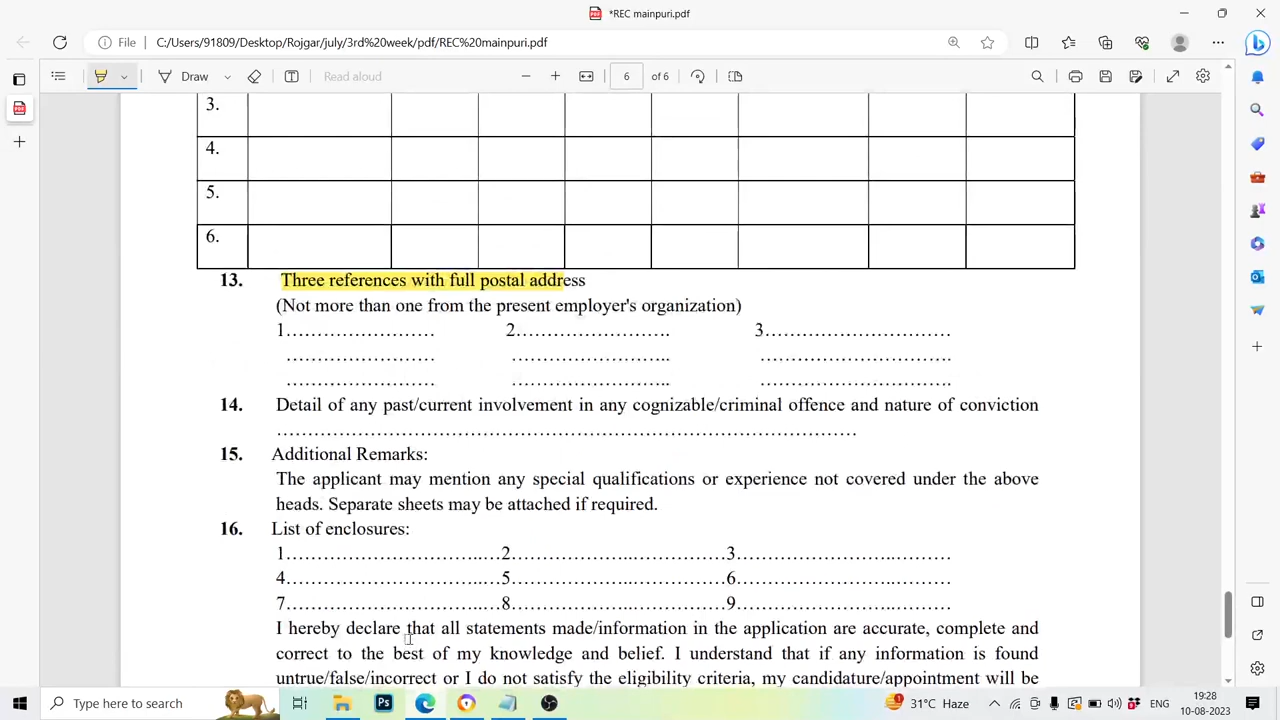 *REC mainpuri.pdf
File C:/Users/91809/Desktop/Rojgar/july/3rd%20week/pdf/REC%20mainpuri.pdf
Draw Read aloud 6 of 6
3.
4.
5.
6.
13. Three references with full postal address
(Not more than one from the present employer's organization)
1…………………… 2…………………. 3…………………………
…………………… ………………….. ………………………….
…………………… ………………….. ………………………….
14. Detail of any past/current involvement in any cognizable/criminal offence and nature of conviction
……………………………………………………………………………
15. Additional Remarks:
The applicant may mention any special qualifications or experience not covered under the above
heads. Separate sheets may be attached if required.
16. List of enclosures:
1……………………..…2………………..…………3…………………..………
4……………………..…5………………..…………6…………………..………
7……………………..…8………………..…………9…………………..………
I hereby declare that all statements made/information in the application are accurate, complete and
correct to the best of my knowledge and belief. I understand that if any information is found
untrue/false/incorrect or I do not satisfy the eligibility criteria, my candidature/appointment will be
Type here to search Ps 1 31°C Haze ENG 19:28
10-08-2023